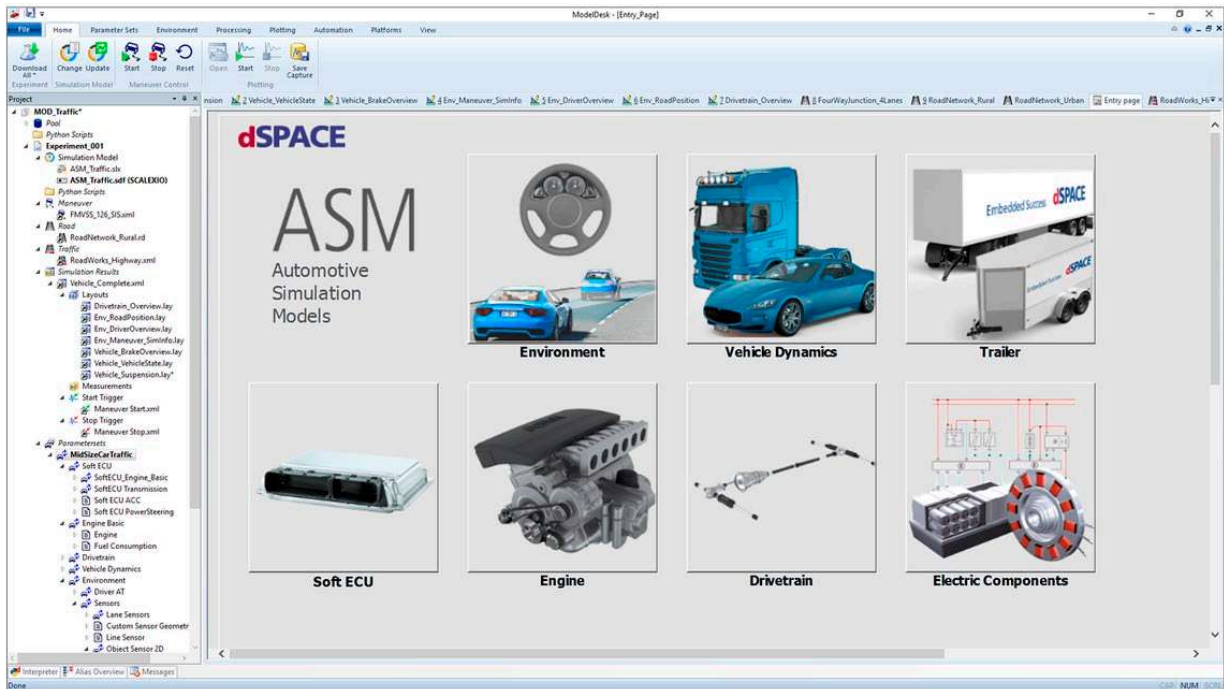 ModelDesk - [Entry_Page]
File Home Parameter Sets Environment Processing Plotting Automation Platforms View
Download All Change Update Start Stop Reset Open Start Stop Save Capture
Experiment Simulation Model Maneuver Control Plotting
Project
nsion 2 Vehicle_VehicleState 3 Vehicle_BrakeOverview 4 Env_Maneuver_SimInfo 5 Env_DriverOverview 6 Env_RoadPosition 7 Drivetrain_Overview 8 FourWayJunction_4Lanes 9 RoadNetwork_Rural RoadNetwork_Urban Entry page RoadWorks_Hi
MOD_Traffic*
Pool
Python Scripts
Experiment_001
Simulation Model
ASM_Traffic.slx
ASM_Traffic.sdf (SCALEXIO)
Python Scripts
Maneuver
FMVSS_126_SIS.xml
Road
RoadNetwork_Rural.rd
Traffic
RoadWorks_Highway.xml
Simulation Results
Vehicle_Complete.xml
Layouts
Drivetrain_Overview.lay
Env_RoadPosition.lay
Env_DriverOverview.lay
Env_Maneuver_SimInfo.lay
Vehicle_BrakeOverview.lay
Vehicle_VehicleState.lay
Vehicle_Suspension.lay*
Measurements
Start Trigger
Maneuver Start.xml
Stop Trigger
Maneuver Stop.xml
Parametersets
MidSizeCarTraffic
Soft ECU
SoftECU_Engine_Basic
SoftECU Transmission
Soft ECU ACC
Soft ECU PowerSteering
Engine Basic
Engine
Fuel Consumption
Drivetrain
Vehicle Dynamics
Environment
Driver AT
Sensors
Lane Sensors
Custom Sensor Geometr
Line Sensor
Object Sensor 2D
dSPACE
ASM
Automotive
Simulation
Models
Embedded Success dSPACE
Embedded Success dSPACE
Environment
Vehicle Dynamics
Trailer
Soft ECU
Engine
Drivetrain
Electric Components
Interpreter Alias Overview Messages
Done
CAP NUM SCRL